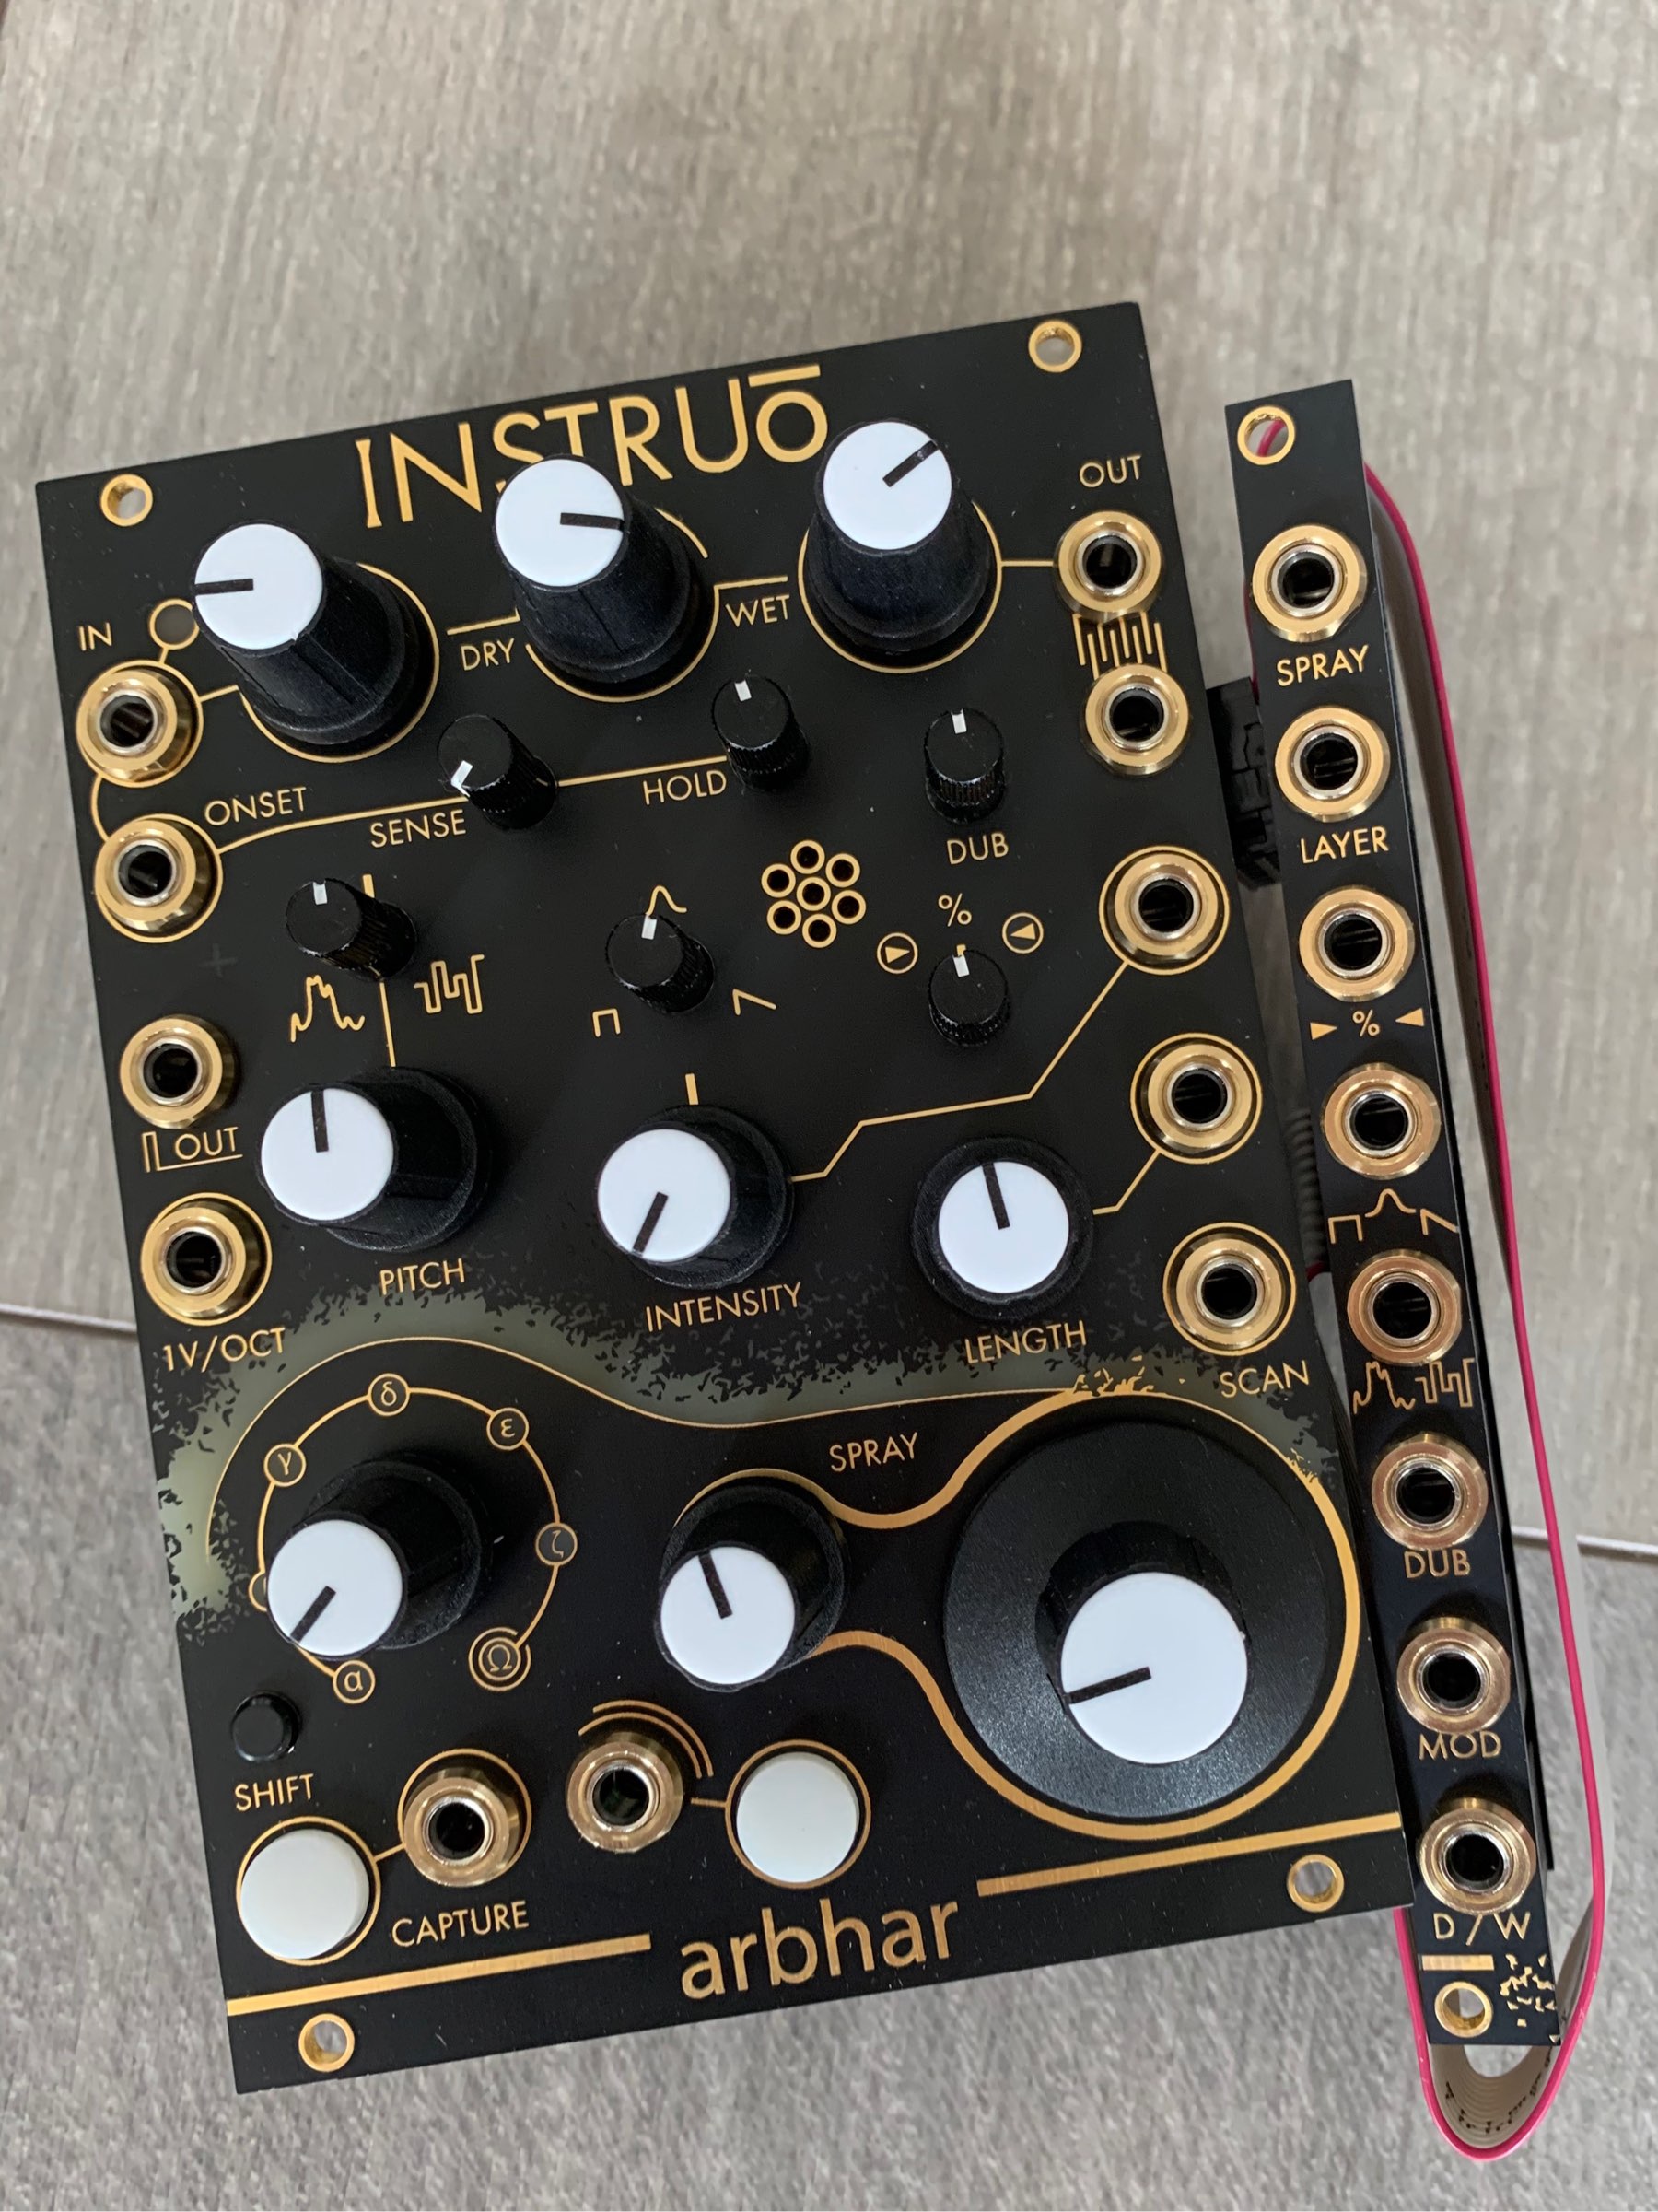 INSTRUŌ
OUT
IN
DRY
WET
ONSET
SENSE
HOLD
DUB
%
OUT
1V/OCT
PITCH
INTENSITY
LENGTH
SCAN
α
γ
δ
ε
ζ
Ω
SPRAY
SHIFT
CAPTURE
arbhar
SPRAY
LAYER
%
DUB
MOD
D/W